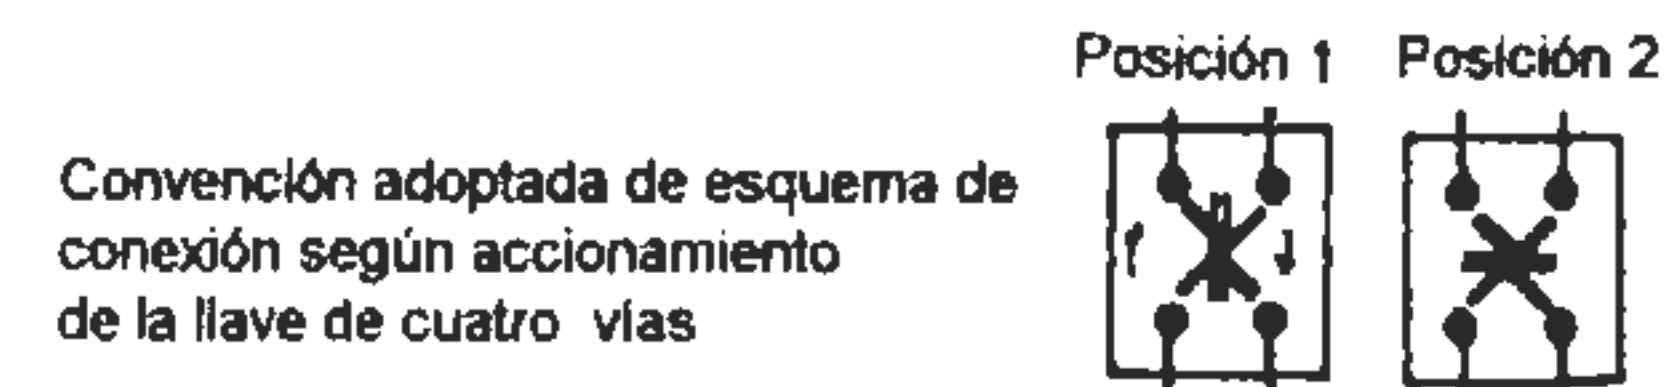 Posición 1 Posición 2
Convención adoptada de esquema de
conexión según accionamiento
de la llave de cuatro vías